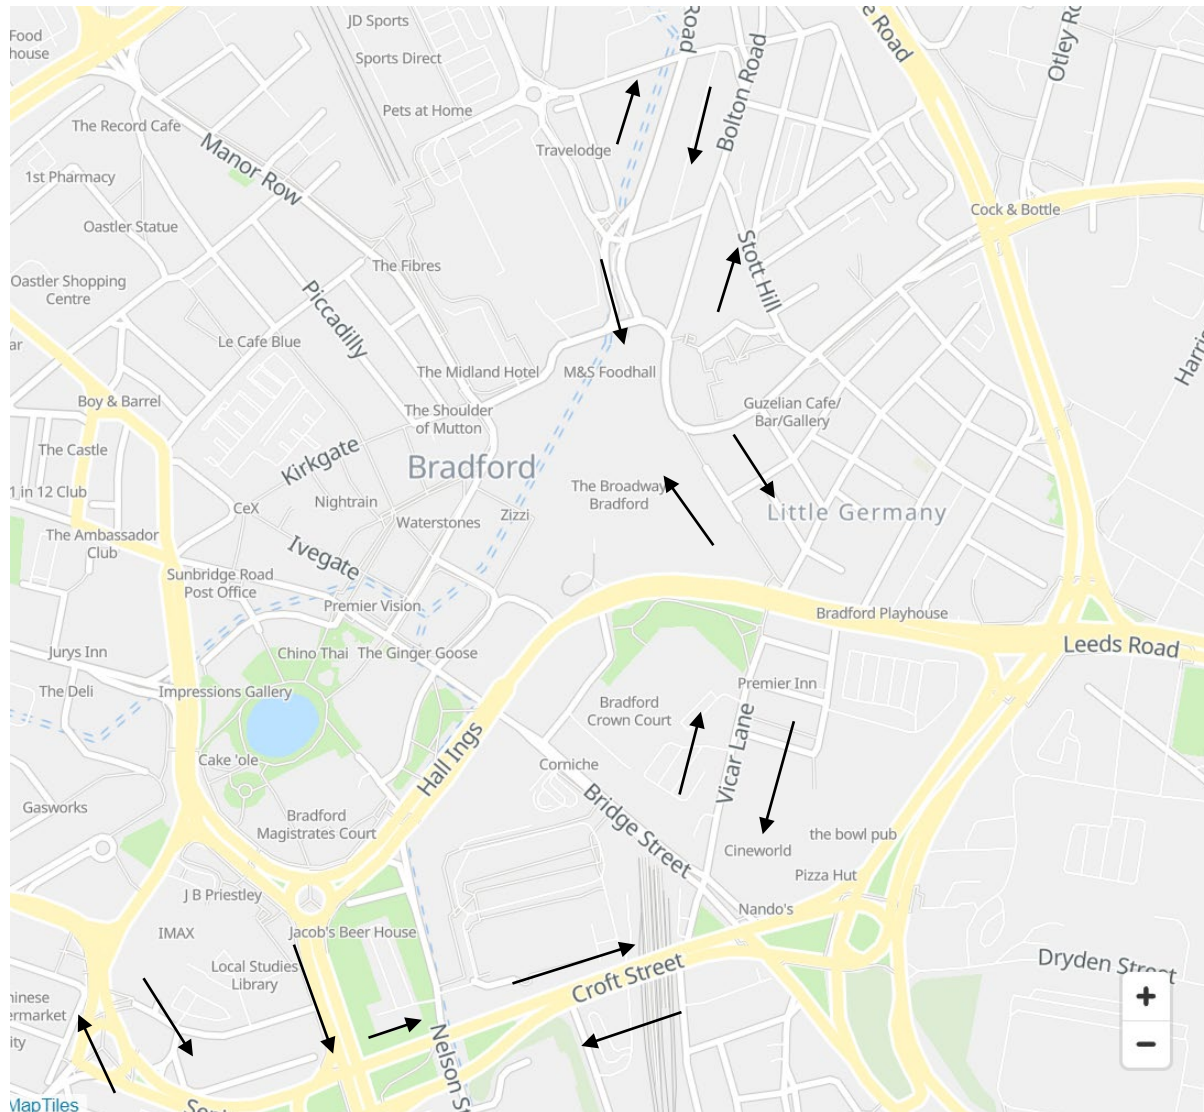 Food
house
JD Sports
Sports Direct
Road
Bolton Road
e Road
Otley Ro
Pets at Home
The Record Cafe
Manor Row
Travelodge
1st Pharmacy
Cock & Bottle
Oastler Statue
Stott Hill
The Fibres
Oastler Shopping
Centre
Piccadilly
Harris
ar
Le Cafe Blue
The Midland Hotel
M&S Foodhall
Boy & Barrel
The Shoulder
of Mutton
Guzelian Cafe/
Bar/Gallery
The Castle
Kirkgate
Bradford
1 in 12 Club
CeX
Nightrain
The Broadway
Bradford
Waterstones
Zizzi
Little Germany
The Ambassador
Club
Ivegate
Sunbridge Road
Post Office
Premier Vision
Bradford Playhouse
Leeds Road
Jurys Inn
Chino Thai
The Ginger Goose
The Deli
Impressions Gallery
Premier Inn
Bradford
Crown Court
Hall Ings
Vicar Lane
Cake 'ole
Corniche
Gasworks
Bradford
Magistrates Court
Bridge Street
the bowl pub
Cineworld
Pizza Hut
J B Priestley
Nando's
IMAX
Jacob's Beer House
Local Studies
Library
Croft Street
Dryden Street
hinese
ermarket
ity
Nelson St
+
−
MapTiles